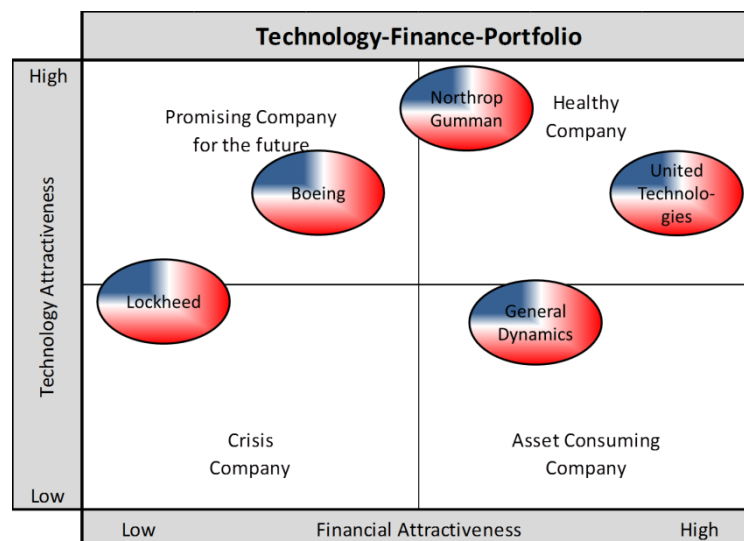 Technology-Finance-Portfolio
High
Technology Attractiveness
Low
Promising Company
for the future
Northrop
Gumman
Healthy
Company
Boeing
United
Technolo-
gies
Lockheed
General
Dynamics
Crisis
Company
Asset Consuming
Company
Low
Financial Attractiveness
High